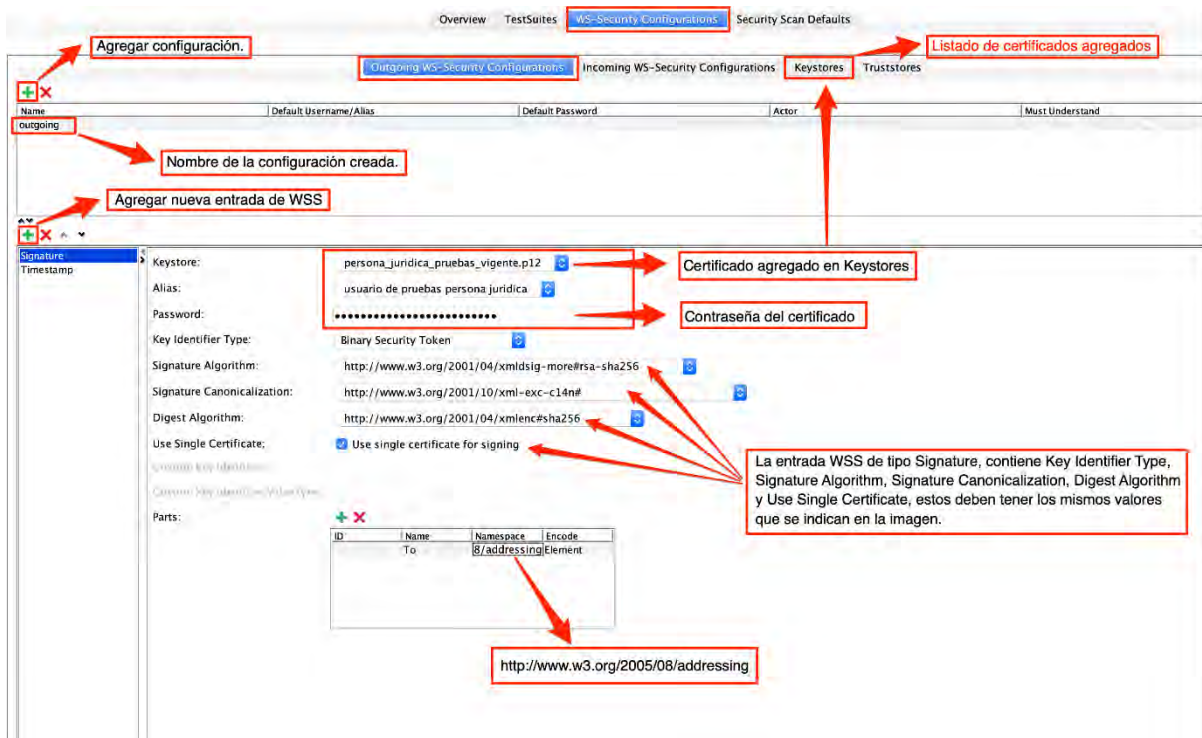 Overview TestSuites WS-Security Configurations Security Scan Defaults
Agregar configuración.
Listado de certificados agregados
Outgoing WS-Security Configurations Incoming WS-Security Configurations Keystores Truststores
Name Default Username/Alias Default Password Actor Must Understand
outgoing
Nombre de la configuración creada.
Agregar nueva entrada de WSS
Signature
Timestamp
Keystore: persona_juridica_pruebas_vigente.p12
Certificado agregado en Keystores
Alias: usuario de pruebas persona juridica
Password: •••••••••••••••••••••••••
Contraseña del certificado
Key Identifier Type: Binary Security Token
Signature Algorithm: http://www.w3.org/2001/04/xmldsig-more#rsa-sha256
Signature Canonicalization: http://www.w3.org/2001/10/xml-exc-c14n#
Digest Algorithm: http://www.w3.org/2001/04/xmlenc#sha256
Use Single Certificate: Use single certificate for signing
La entrada WSS de tipo Signature, contiene Key Identifier Type,
Signature Algorithm, Signature Canonicalization, Digest Algorithm
y Use Single Certificate, estos deben tener los mismos valores
que se indican en la imagen.
Custom Key Identifier
Custom Key Identifier ValueType
Parts:
ID Name Namespace Encode
To 8/addressing Element
http://www.w3.org/2005/08/addressing